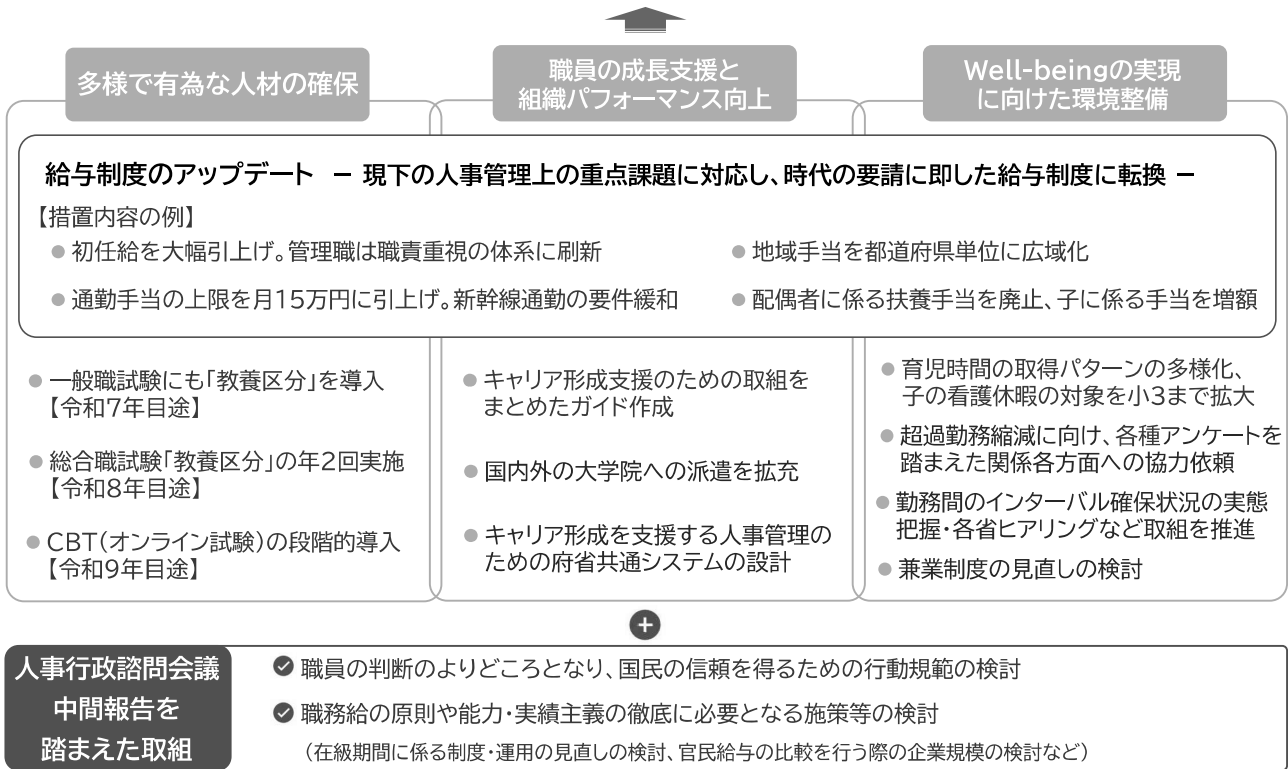 多様で有為な人材の確保
職員の成長支援と
組織パフォーマンス向上
Well-beingの実現
に向けた環境整備
給与制度のアップデート － 現下の人事管理上の重点課題に対応し、時代の要請に即した給与制度に転換 －
【措置内容の例】
● 初任給を大幅引上げ。管理職は職責重視の体系に刷新
● 地域手当を都道府県単位に広域化
● 通勤手当の上限を月15万円に引上げ。新幹線通勤の要件緩和
● 配偶者に係る扶養手当を廃止、子に係る手当を増額
● 一般職試験にも「教養区分」を導入
【令和7年目途】
● 総合職試験「教養区分」の年2回実施
【令和8年目途】
● CBT(オンライン試験)の段階的導入
【令和9年目途】
● キャリア形成支援のための取組を
まとめたガイド作成
● 国内外の大学院への派遣を拡充
● キャリア形成を支援する人事管理の
ための府省共通システムの設計
● 育児時間の取得パターンの多様化、
子の看護休暇の対象を小3まで拡大
● 超過勤務縮減に向け、各種アンケートを
踏まえた関係各方面への協力依頼
● 勤務間のインターバル確保状況の実態
把握・各省ヒアリングなど取組を推進
● 兼業制度の見直しの検討
人事行政諮問会議
中間報告を
踏まえた取組
職員の判断のよりどころとなり、国民の信頼を得るための行動規範の検討
職務給の原則や能力・実績主義の徹底に必要となる施策等の検討
（在級期間に係る制度・運用の見直しの検討、官民給与の比較を行う際の企業規模の検討など）